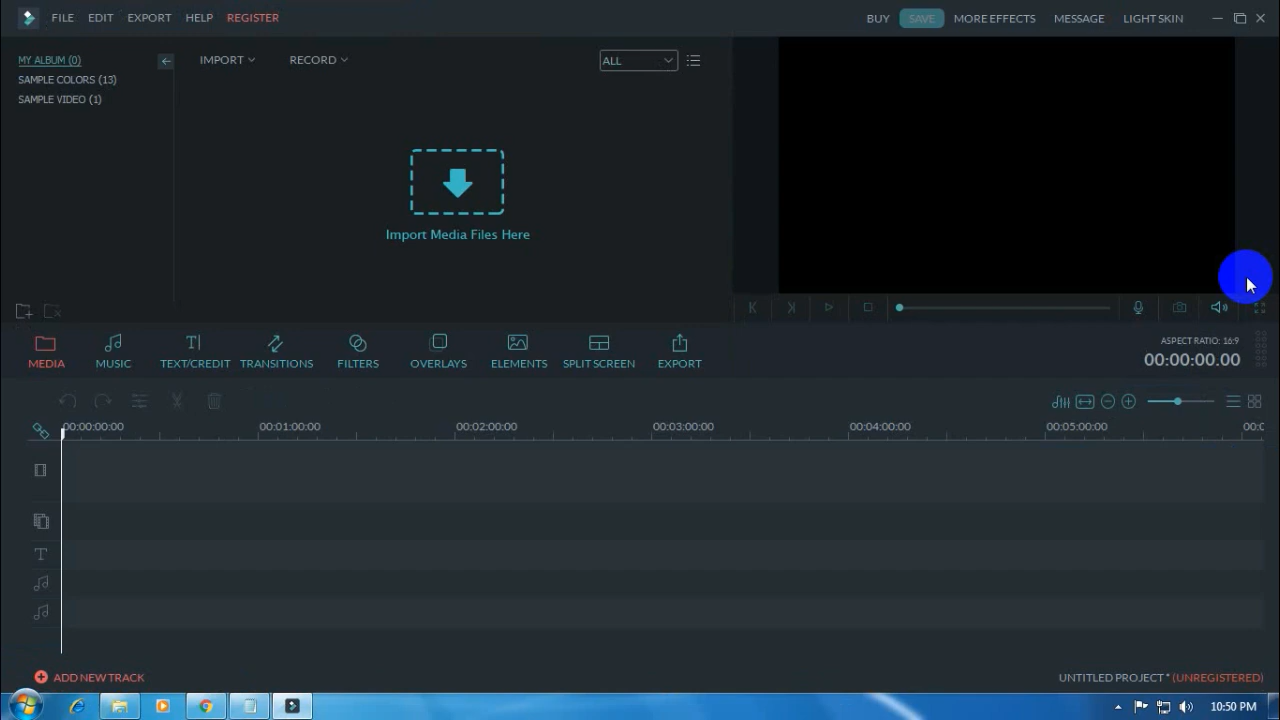 FILE EDIT EXPORT HELP REGISTER BUY SAVE MORE EFFECTS MESSAGE LIGHT SKIN
MY ALBUM (0)
SAMPLE COLORS (13)
SAMPLE VIDEO (1)
IMPORT RECORD ALL
Import Media Files Here
MEDIA MUSIC TEXT/CREDIT TRANSITIONS FILTERS OVERLAYS ELEMENTS SPLIT SCREEN EXPORT
ASPECT RATIO: 16:9
00:00:00.00
00:00:00:00 00:01:00:00 00:02:00:00 00:03:00:00 00:04:00:00 00:05:00:00
ADD NEW TRACK
UNTITLED PROJECT * (UNREGISTERED)
10:50 PM